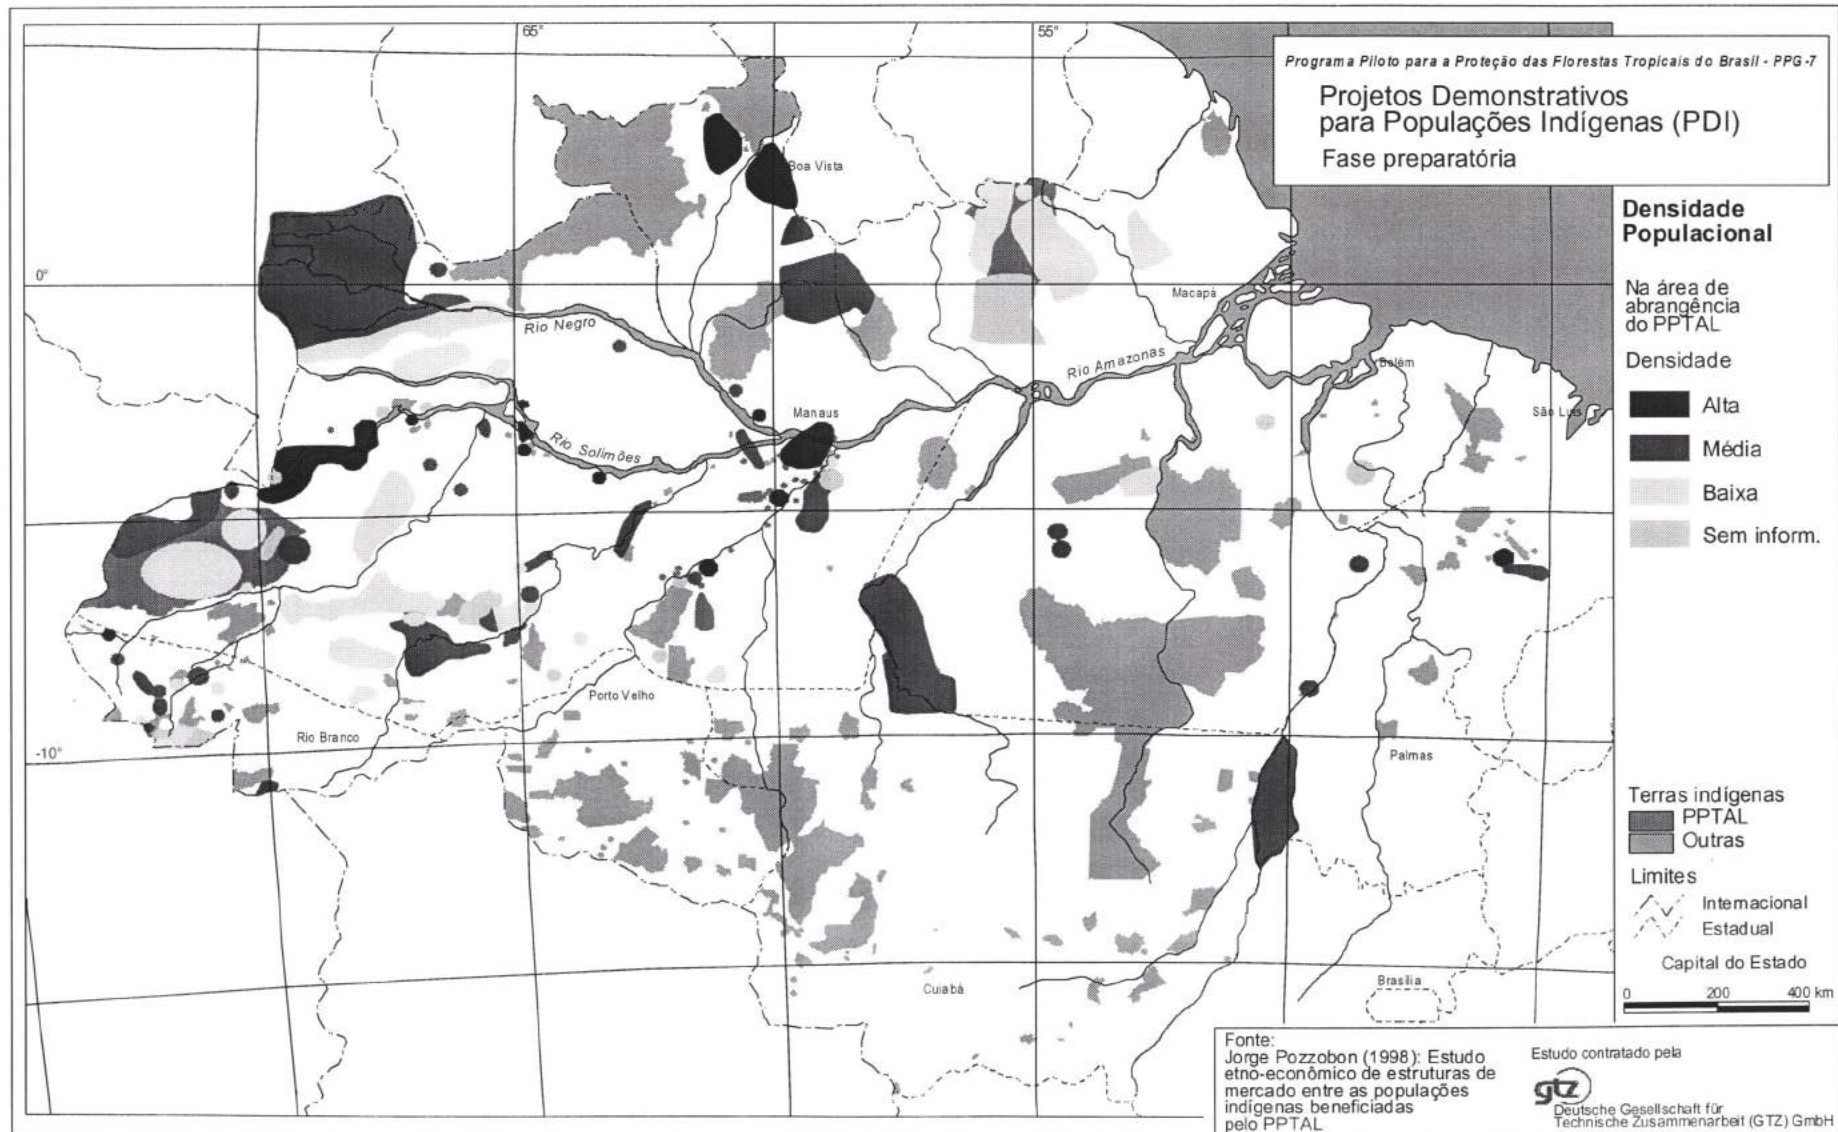 65°
55°
Programa Piloto para a Proteção das Florestas Tropicais do Brasil - PPG-7
Projetos Demonstrativos
para Populações Indígenas (PDI)
Fase preparatória
Boa Vista
0°
Macapá
Rio Negro
Rio Amazonas
Belém
São Luis
Manaus
Rio Solimões
Porto Velho
Rio Branco
-10°
Palmas
Cuiabá
Brasília
Densidade
Populacional
Na área de
abrangência
do PPTAL
Densidade
Alta
Média
Baixa
Sem inform.
Terras indígenas
PPTAL
Outras
Limites
Internacional
Estadual
Capital do Estado
0 200 400 km
Fonte:
Jorge Pozzobon (1998): Estudo
etno-econômico de estruturas de
mercado entre as populações
indígenas beneficiadas
pelo PPTAL
Estudo contratado pela
gtz
Deutsche Gesellschaft für
Technische Zusammenarbeit (GTZ) GmbH